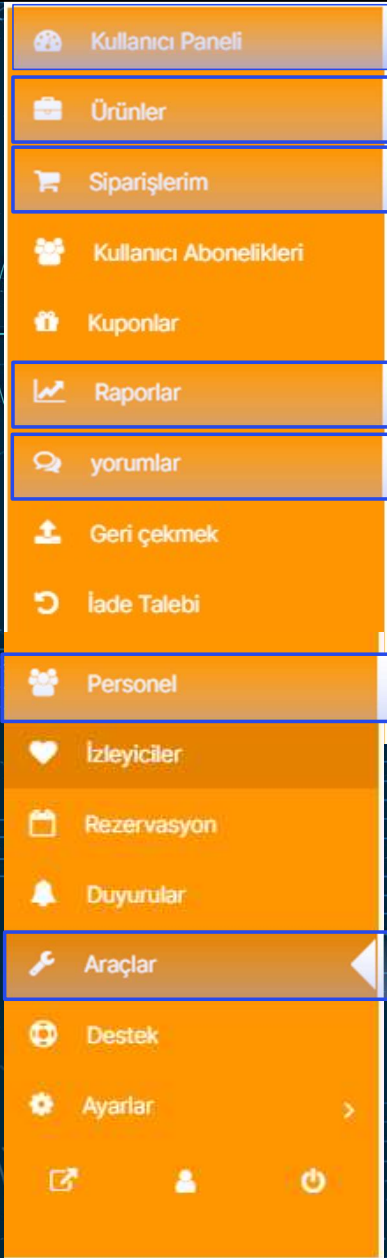 Kullanıcı Paneli
Ürünler
Siparişlerim
Kullanıcı Abonelikleri
Kuponlar
Raporlar
yorumlar
Geri çekmek
İade Talebi
Personel
İzleyiciler
Rezervasyon
Duyurular
Araçlar
Destek
Ayarlar